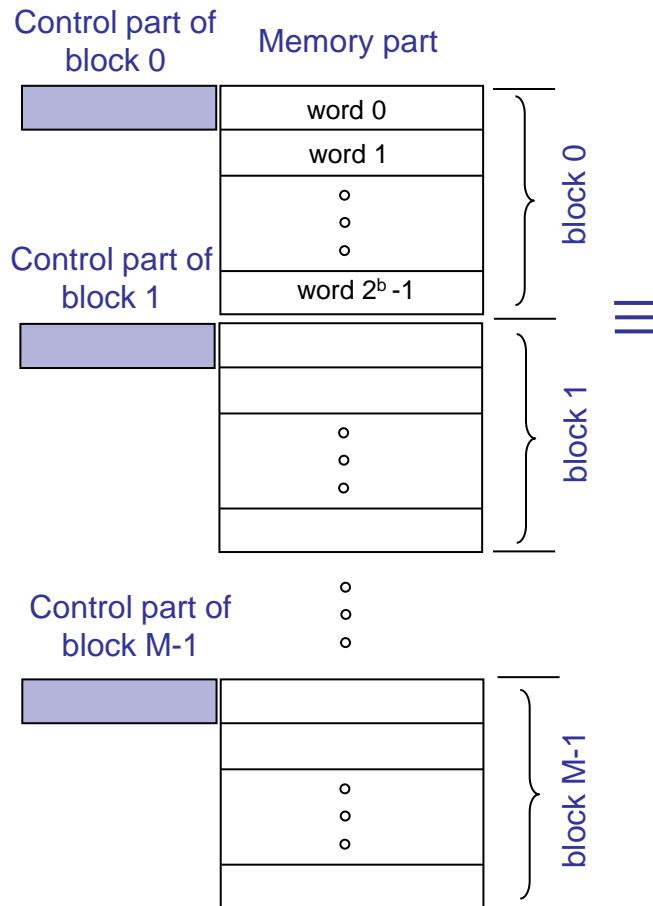 Control part of
block 0
Memory part
word 0
word 1
word 2ᵇ -1
block 0
Control part of
block 1
block 1
Control part of
block M-1
block M-1